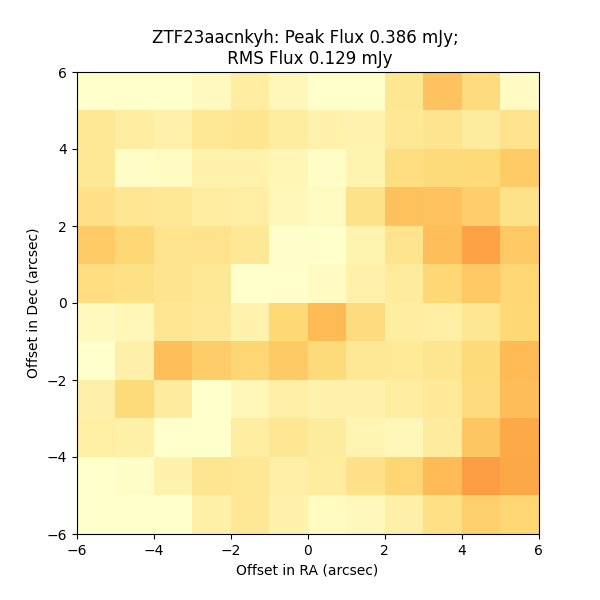 ZTF23aacnkyh: Peak Flux 0.386 mJy;
RMS Flux 0.129 mJy
6
4
2
0
−2
−4
−6
Offset in Dec (arcsec)
−6 −4 −2 0 2 4 6
Offset in RA (arcsec)